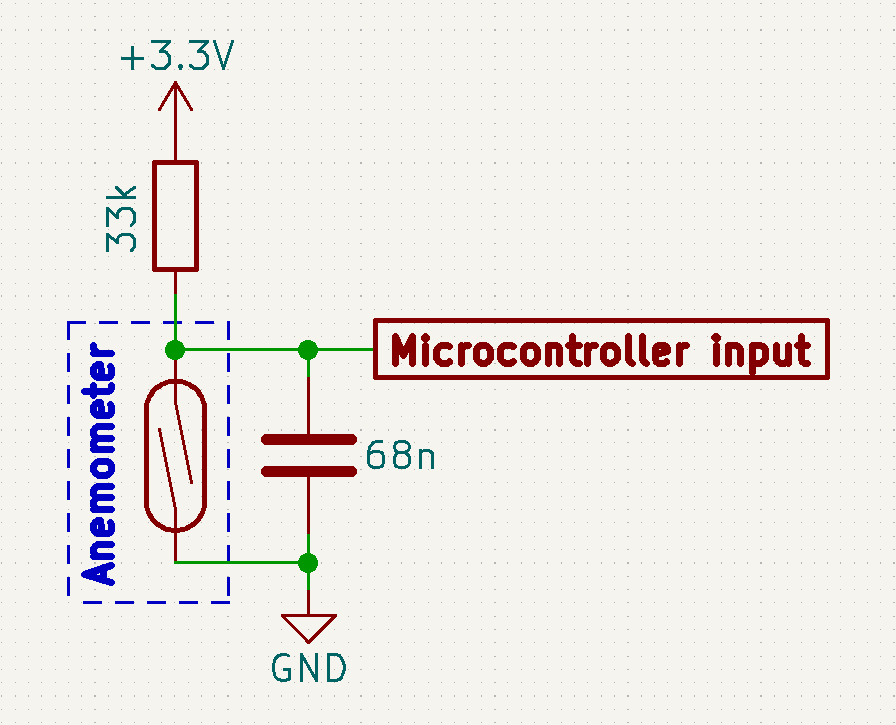 +3.3V
33k
Anemometer
Microcontroller input
68n
GND